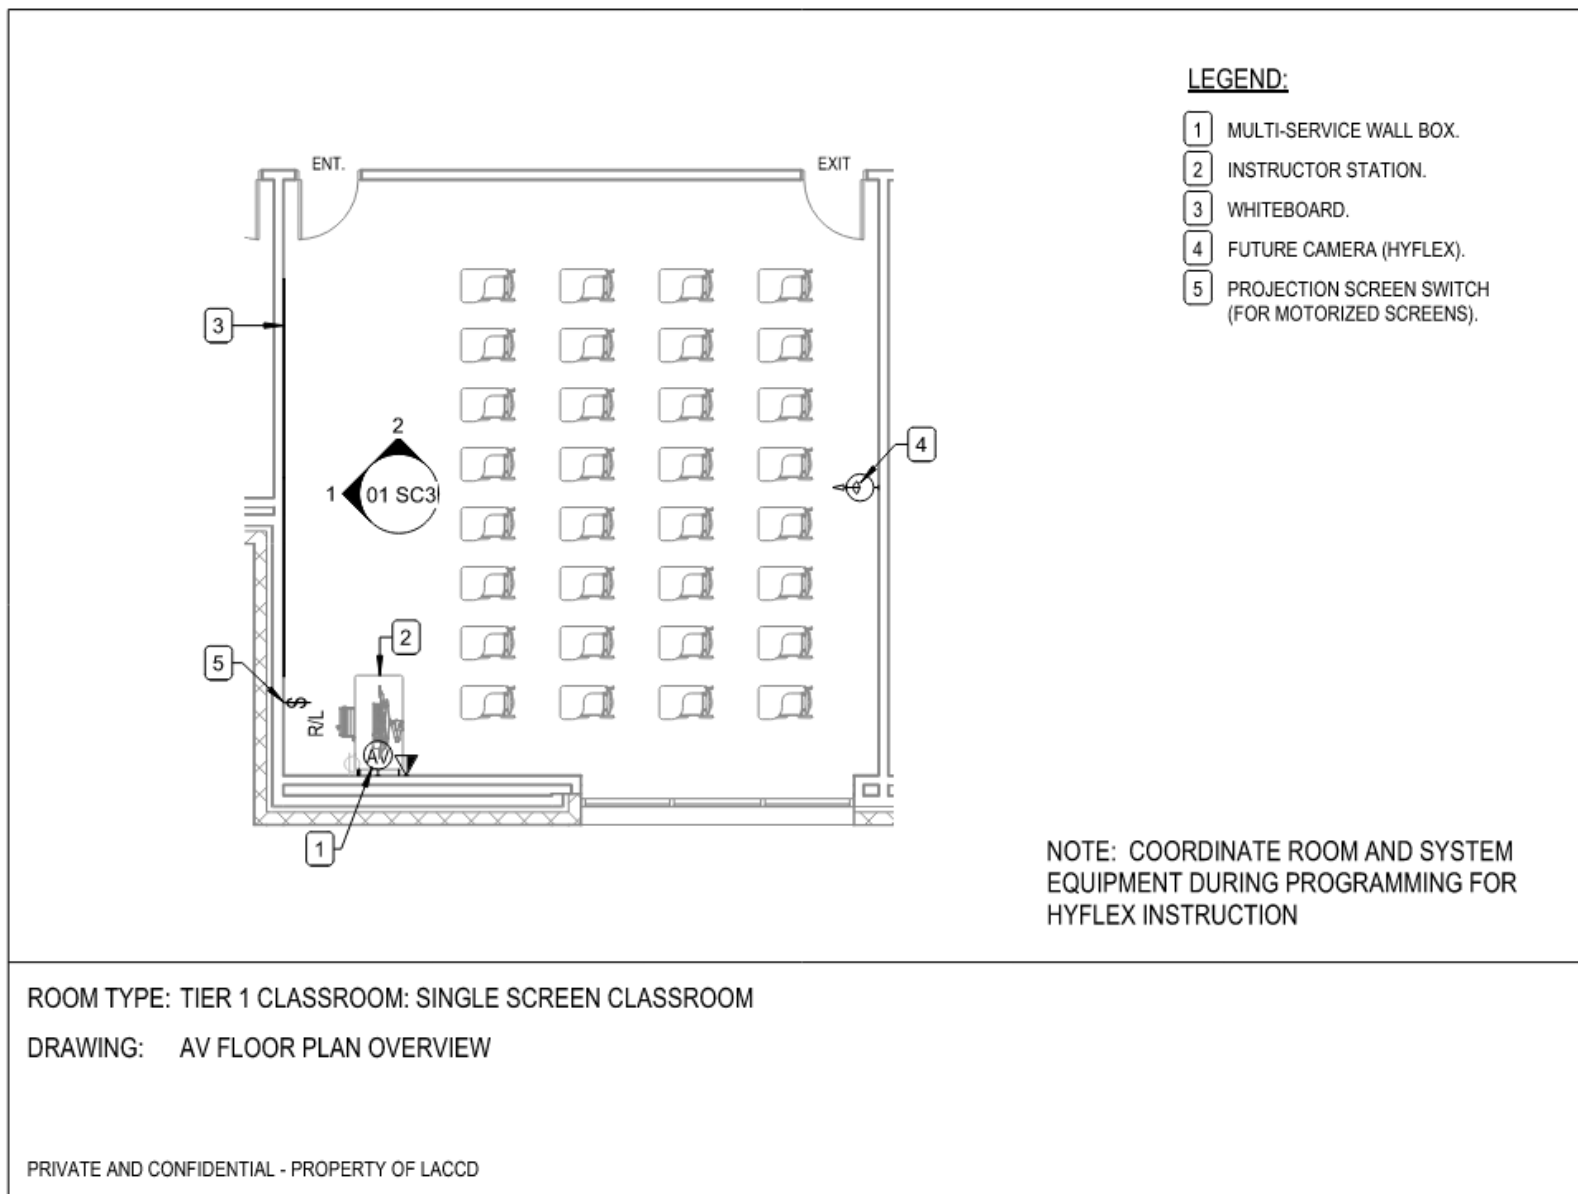 LEGEND:
1 MULTI-SERVICE WALL BOX.
2 INSTRUCTOR STATION.
3 WHITEBOARD.
4 FUTURE CAMERA (HYFLEX).
5 PROJECTION SCREEN SWITCH
(FOR MOTORIZED SCREENS).
ENT.
EXIT
3
2
1
01 SC3
4
2
5
$
R/L
AV
1
NOTE: COORDINATE ROOM AND SYSTEM
EQUIPMENT DURING PROGRAMMING FOR
HYFLEX INSTRUCTION
ROOM TYPE: TIER 1 CLASSROOM: SINGLE SCREEN CLASSROOM
DRAWING: AV FLOOR PLAN OVERVIEW
PRIVATE AND CONFIDENTIAL - PROPERTY OF LACCD